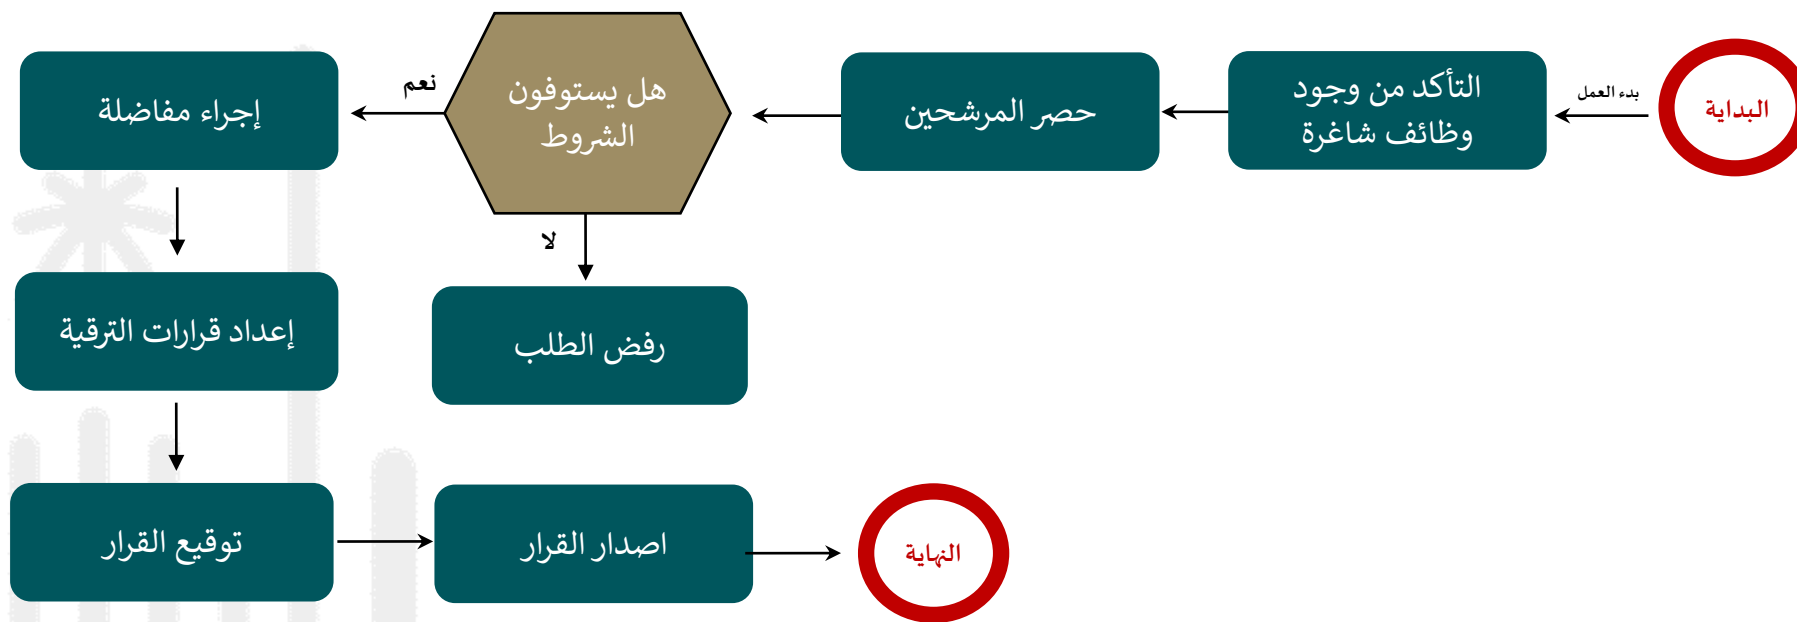 البداية
بدء العمل
التأكد من وجود
وظائف شاغرة
حصر المرشحين
هل يستوفون
الشروط
نعم
إجراء مفاضلة
لا
رفض الطلب
إعداد قرارات الترقية
توقيع القرار
اصدار القرار
النهاية